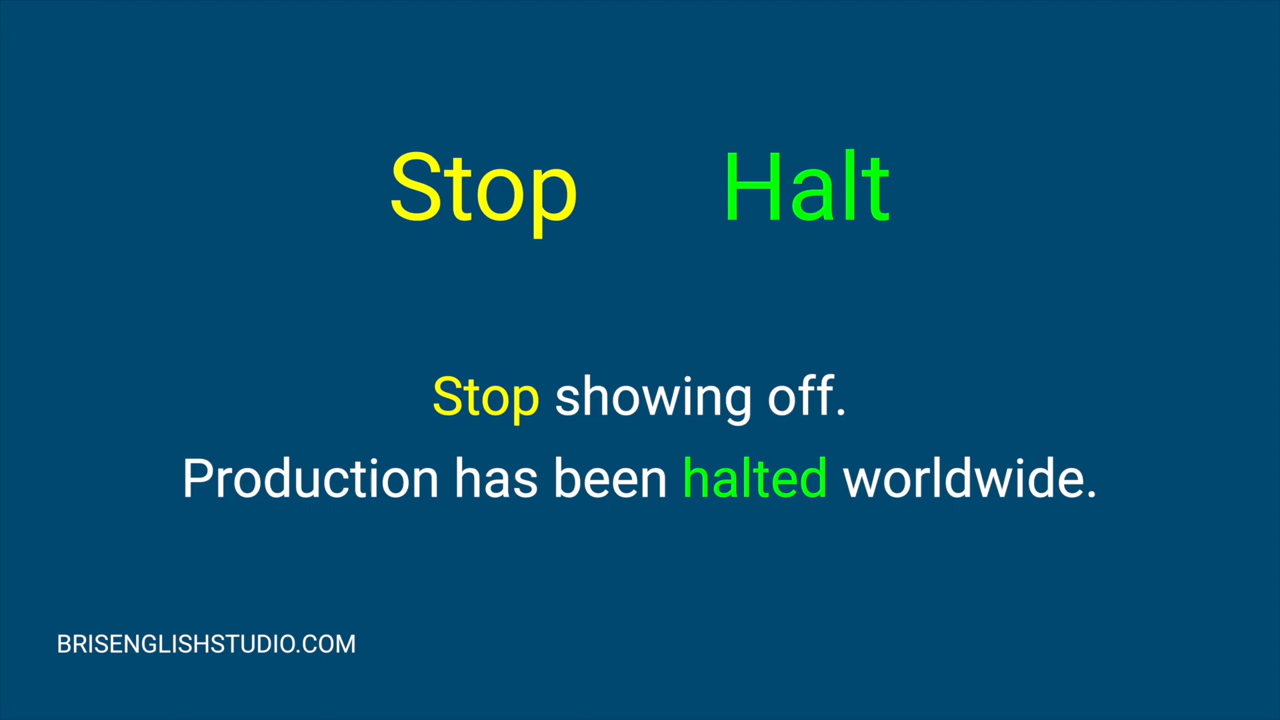 Stop Halt
Stop showing off.
Production has been halted worldwide.
BRISENGLISHSTUDIO.COM